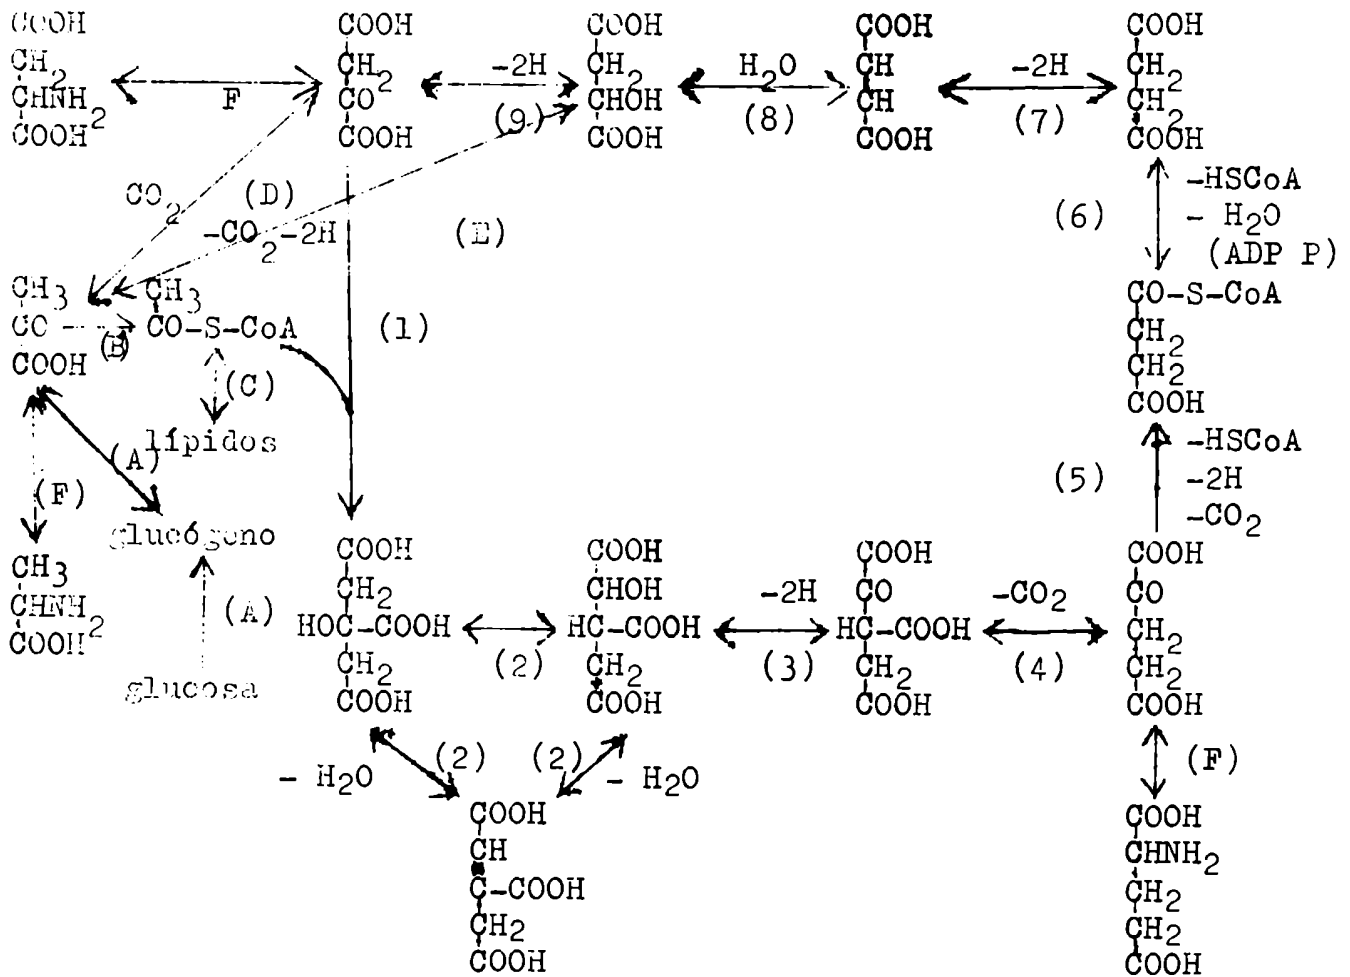 COOH COOH COOH COOH COOH
CH2 CH2 -2H CH2 H2O CH -2H CH2
CHNH2 F CO (9) CHOH (8) CH (7) CH2
COOH COOH COOH COOH COOH
CO2 (D) -HSCoA
-CO2-2H (E) (6) - H2O
(ADP P)
CH3 CH3 CO-S-CoA
CO (B) CO-S-CoA (1) CH2
COOH (C) CH2
COOH
lípidos -HSCoA
(A) (5) -2H
(F) -CO2
glucógeno
CH3 COOH COOH COOH COOH
CHNH2 (A) CH2 CHOH -2H CO -CO2 CO
COOH HOC-COOH (2) HC-COOH (3) HC-COOH (4) CH2
glucosa CH2 CH2 CH2 CH2
COOH COOH COOH COOH
- H2O (2) (2) - H2O (F)
COOH COOH
CH CHNH2
C-COOH CH2
CH2 CH2
COOH COOH